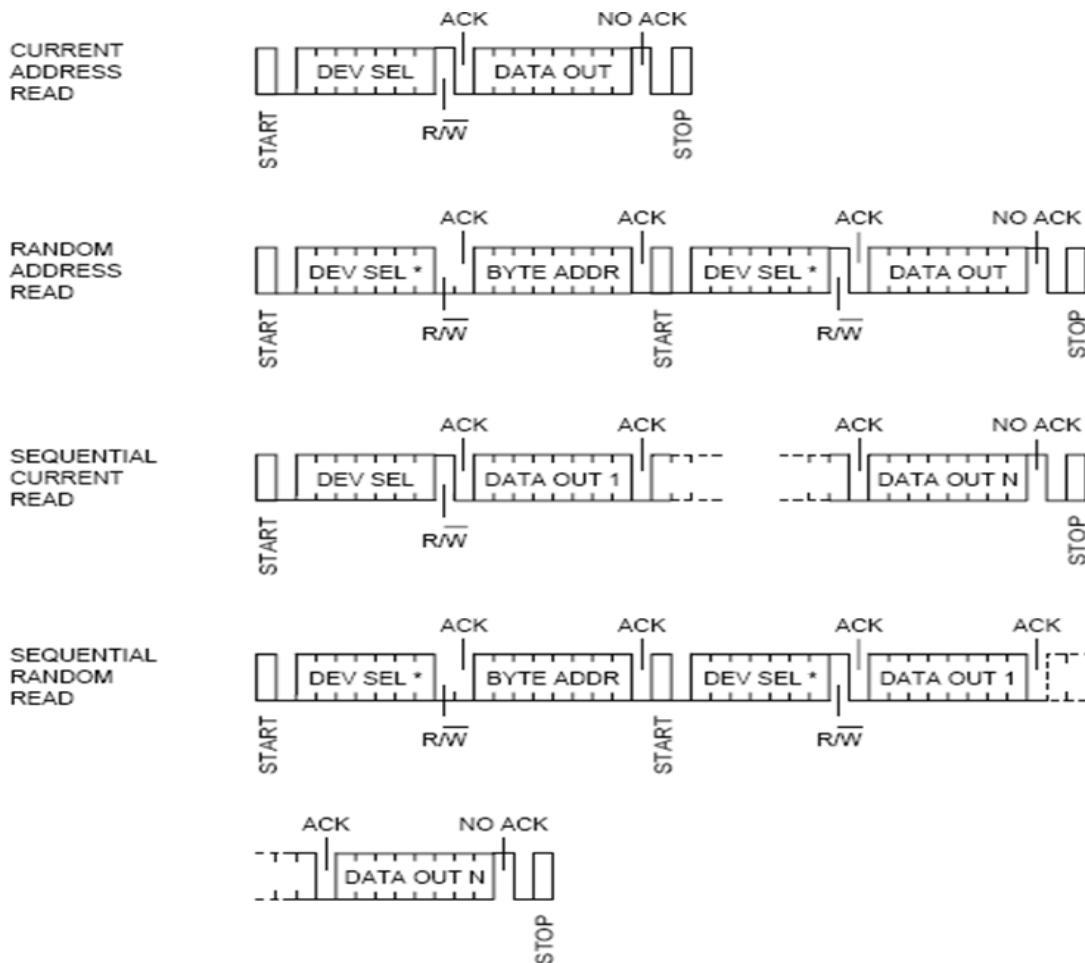 ACK NO ACK
CURRENT
ADDRESS
READ
DEV SEL DATA OUT
R/W̅
START STOP
ACK ACK ACK NO ACK
RANDOM
ADDRESS
READ
DEV SEL * BYTE ADDR DEV SEL * DATA OUT
R/W̅ R/W̅
START START STOP
ACK ACK ACK NO ACK
SEQUENTIAL
CURRENT
READ
DEV SEL DATA OUT 1 DATA OUT N
R/W̅
START STOP
ACK ACK ACK ACK
SEQUENTIAL
RANDOM
READ
DEV SEL * BYTE ADDR DEV SEL * DATA OUT 1
R/W̅ R/W̅
START START
ACK NO ACK
DATA OUT N
STOP